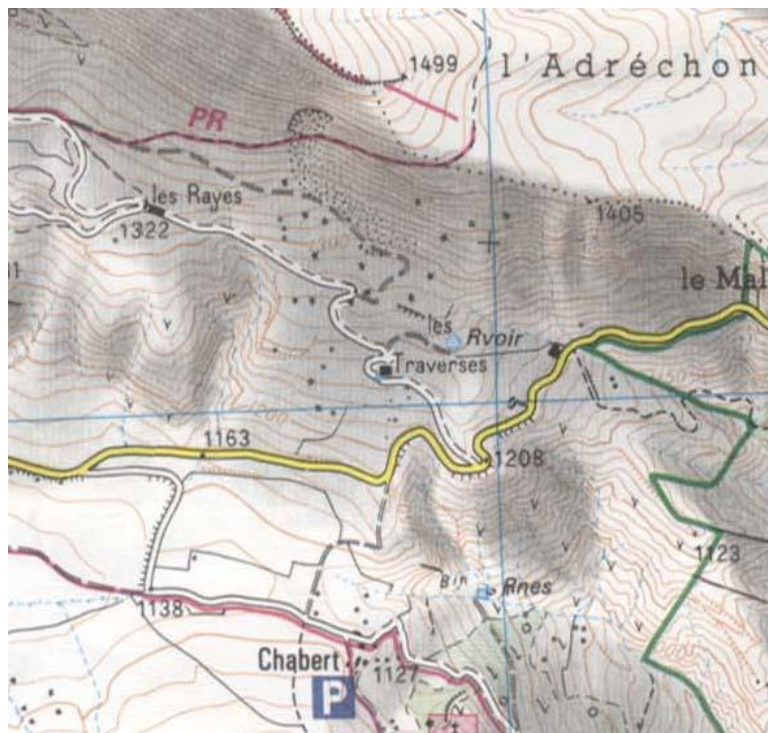 1499
l'Adréchon
PR
les Rayes
1405
1322
le Mal
les
Rvoir
Traverses
1163
1208
1123
Rnes
1138
Chabert
1127
P